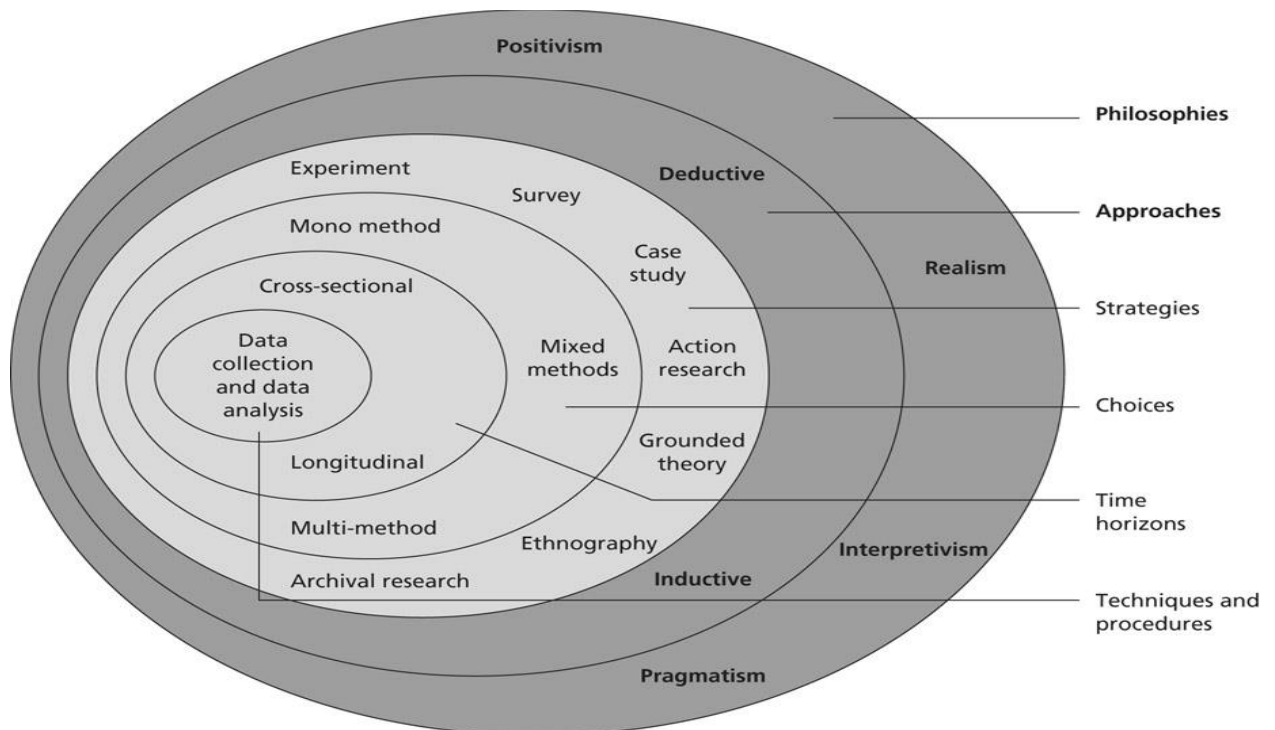 Positivism
Philosophies
Experiment
Deductive
Survey
Approaches
Mono method
Case
study
Realism
Cross-sectional
Strategies
Data
collection
and data
analysis
Mixed
methods
Action
research
Choices
Grounded
theory
Longitudinal
Time
horizons
Multi-method
Ethnography
Interpretivism
Archival research
Inductive
Techniques and
procedures
Pragmatism